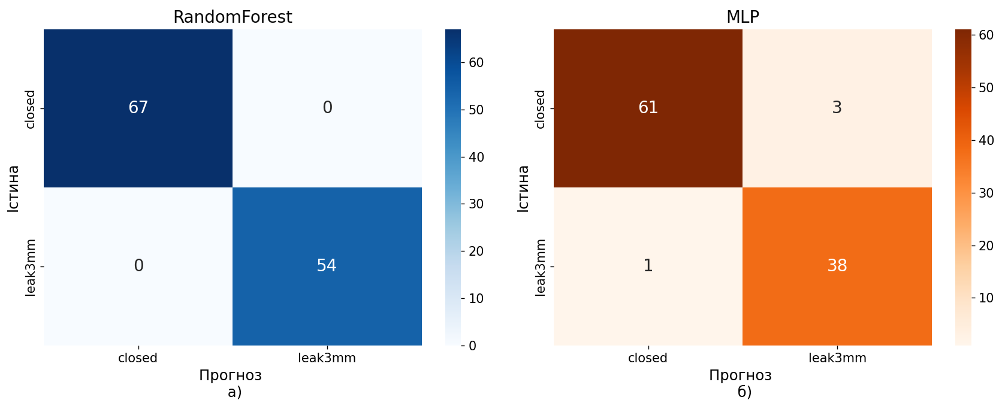 RandomForest
Істина
closed
leak3mm
67
0
0
54
closed
leak3mm
Прогноз
а)
60
50
40
30
20
10
0
MLP
Істина
closed
leak3mm
61
3
1
38
closed
leak3mm
Прогноз
б)
60
50
40
30
20
10